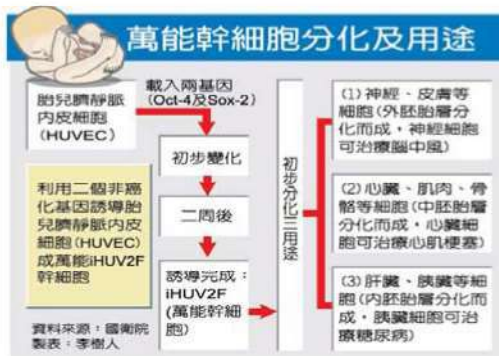 萬能幹細胞分化及用途
胎兒臍靜脈
內皮細胞
(HUVEC)
載入兩基因
(Oct-4及Sox-2)
初步變化
二周後
誘導完成：
iHUV2F
(萬能幹細
胞)
利用二個非癌
化基因誘導胎
兒臍靜脈內皮
細胞(HUVEC)
成萬能iHUV2F
幹細胞
初步分化三用途
(1) 神經、皮膚等
細胞(外胚胎層分
化而成，神經細胞
可治療腦中風)
(2) 心臟、肌肉、骨
骼等細胞(中胚胎層
分化而成，心臟細
胞可治療心肌梗塞)
(3) 肝臟、胰臟等細
胞(內胚胎層分化而
成，胰臟細胞可治
療糖尿病)
資料來源：國衛院
製表：李樹人